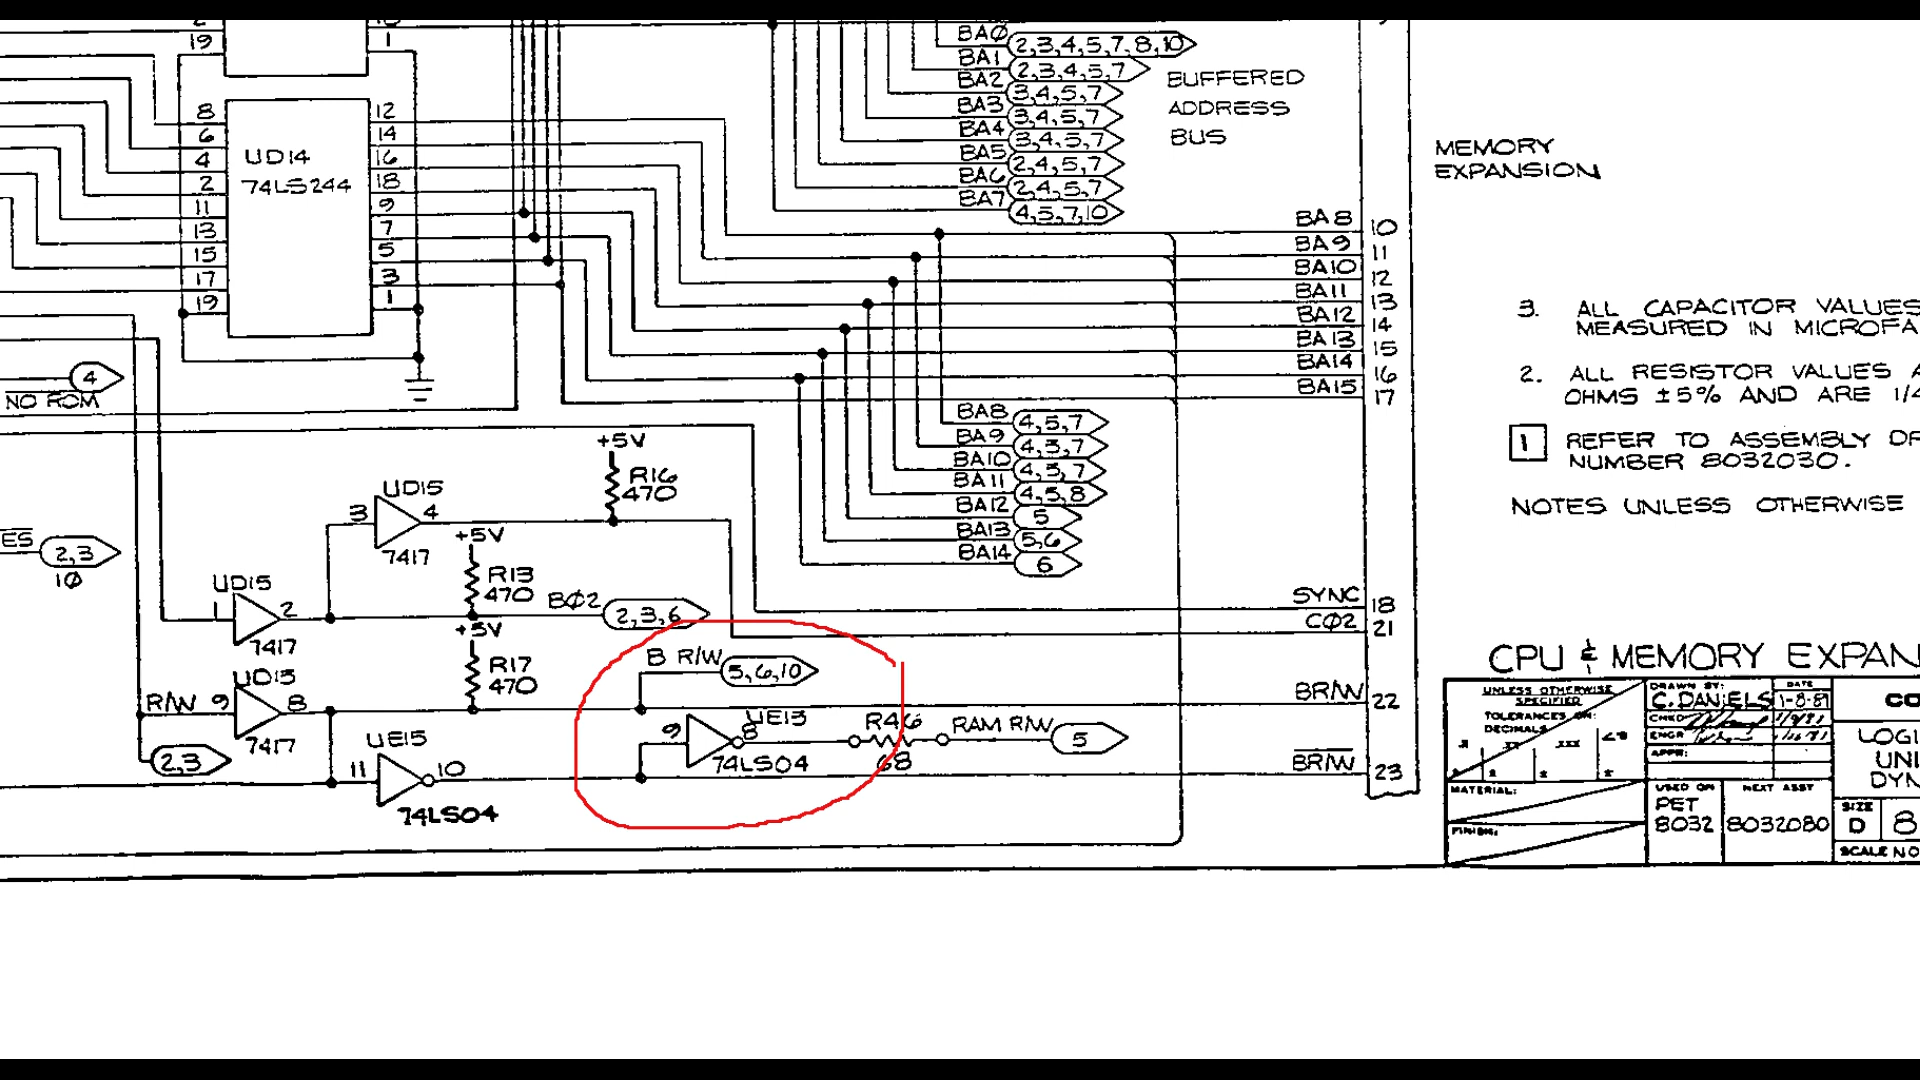 19
1
BAØ 2,3,4,5,7,8,10
BA1 2,3,4,5,7
BA2 3,4,5,7
BA3 3,4,5,7
BA4 3,4,5,7
BA5 2,4,5,7
BA6 2,4,5,7
BA7 4,5,7,10
BUFFERED
ADDRESS
BUS
MEMORY
EXPANSION
8 12
6 14
4 16
2 18
11 9
13 7
15 5
17 3
19 1
UD14
74LS244
BA8 10
BA9 11
BA10 12
BA11 13
BA12 14
BA13 15
BA14 16
BA15 17
4
NO ROM
BA8 4,5,7
BA9 4,5,7
BA10 4,5,7
BA11 4,5,8
BA12 5
BA13 5,6
BA14 6
3. ALL CAPACITOR VALUES
MEASURED IN MICROFA
2. ALL RESISTOR VALUES A
OHMS ±5% AND ARE 1/4
1 REFER TO ASSEMBLY DR
NUMBER 8032030.
NOTES UNLESS OTHERWISE
+5V
R16
470
UD15
3 4
7417
+5V
R13
470
ES 2,3
10
UD15
1 2
7417
BØ2 2,3,6
+5V
R17
470
SYNC 18
CØ2 21
B R/W 5,6,10
UD15
R/W 9 8
7417
2,3
BR/W 22
UE13
9 8
74LS04
R46
68
RAM R/W 5
UE15
11 10
74LS04
BR/W 23
CPU & MEMORY EXPAN
UNLESS OTHERWISE
SPECIFIED
TOLERANCES ON:
DECIMALS
.X .XX .XXX
± ± ± ±
MATERIAL:
FINISH:
DRAWN BY: DATE
C. DANIELS 1-8-81
CHKD
ENGR
APPR:
USED ON NEXT ASSY
PET
8032 8032080
CO
LOGI
UNI
DYN
SIZE
D 8
SCALE NO